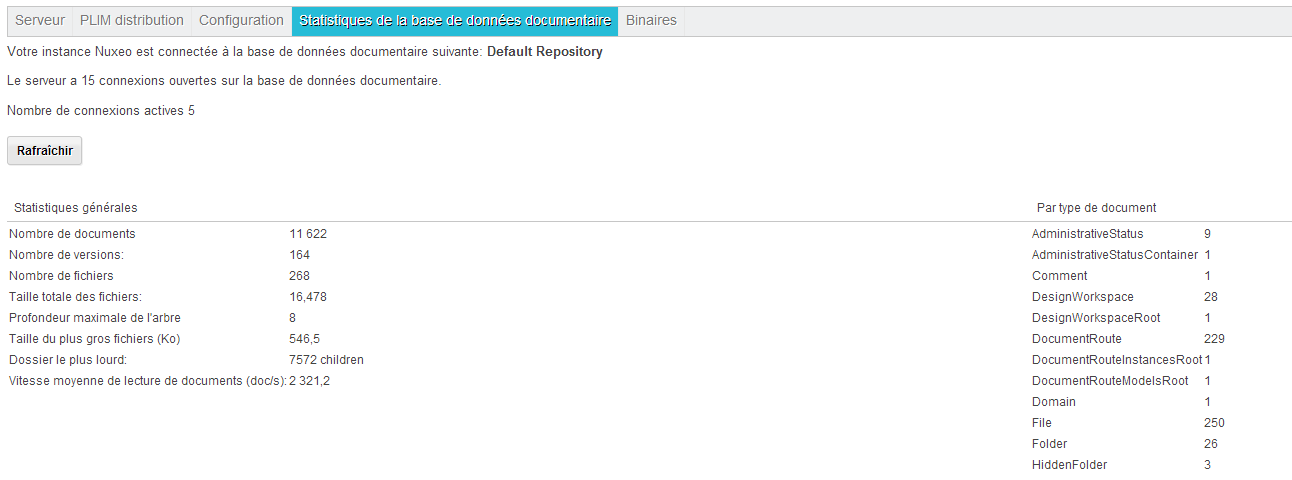 Serveur PLIM distribution Configuration Statistiques de la base de données documentaire Binaires
Votre instance Nuxeo est connectée à la base de données documentaire suivante: Default Repository
Le serveur a 15 connexions ouvertes sur la base de données documentaire.
Nombre de connexions actives 5
Rafraîchir
Statistiques générales
Nombre de documents 11 622
Nombre de versions: 164
Nombre de fichiers 268
Taille totale des fichiers: 16,478
Profondeur maximale de l'arbre 8
Taille du plus gros fichiers (Ko) 546,5
Dossier le plus lourd: 7572 children
Vitesse moyenne de lecture de documents (doc/s): 2 321,2
Par type de document
AdministrativeStatus 9
AdministrativeStatusContainer 1
Comment 1
DesignWorkspace 28
DesignWorkspaceRoot 1
DocumentRoute 229
DocumentRouteInstancesRoot 1
DocumentRouteModelsRoot 1
Domain 1
File 250
Folder 26
HiddenFolder 3